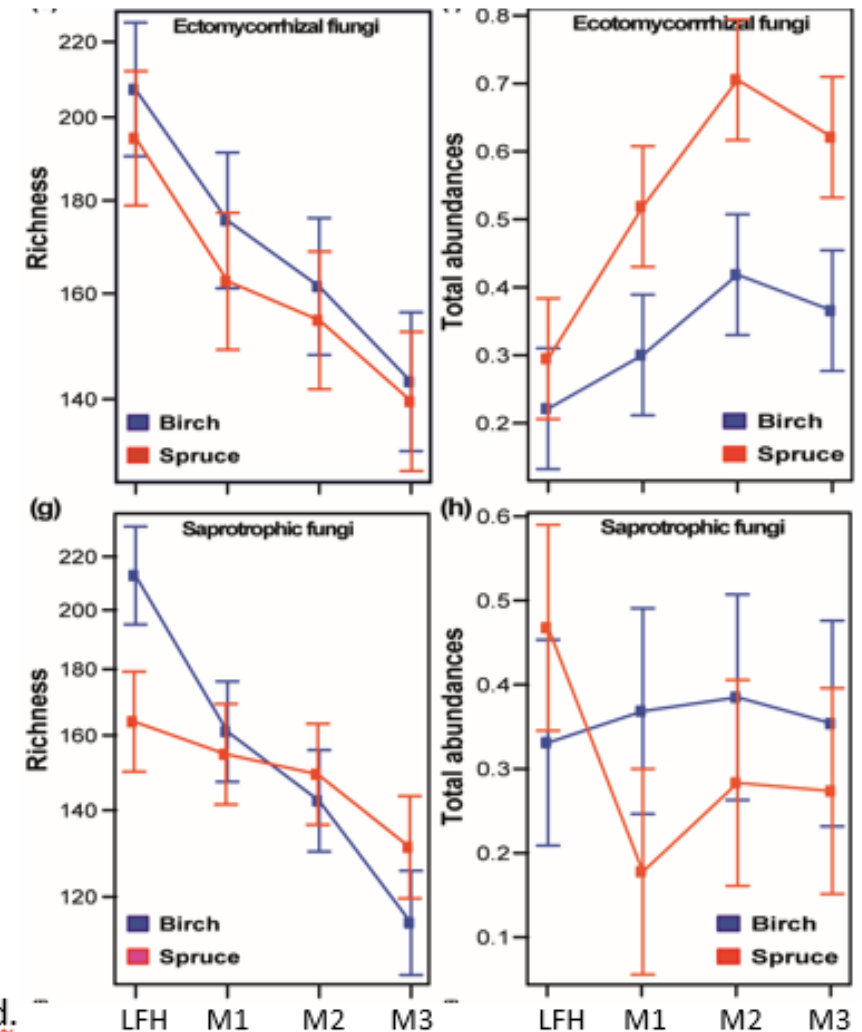 Ectomycorrhizal fiungi
220
200
180
160
140
Richness
Birch
Spruce
Ecotomycorrrhizal fungi
0.8
0.7
0.6
0.5
0.4
0.3
0.2
Total abundances
Birch
Spruce
(g)
Saprotrophic fungi
220
200
180
160
140
120
Richness
Birch
Spruce
LFH M1 M2 M3
(h)
Saprotrophic fungi
0.6
0.5
0.4
0.3
0.2
0.1
Total abundances
Birch
Spruce
LFH M1 M2 M3
d.